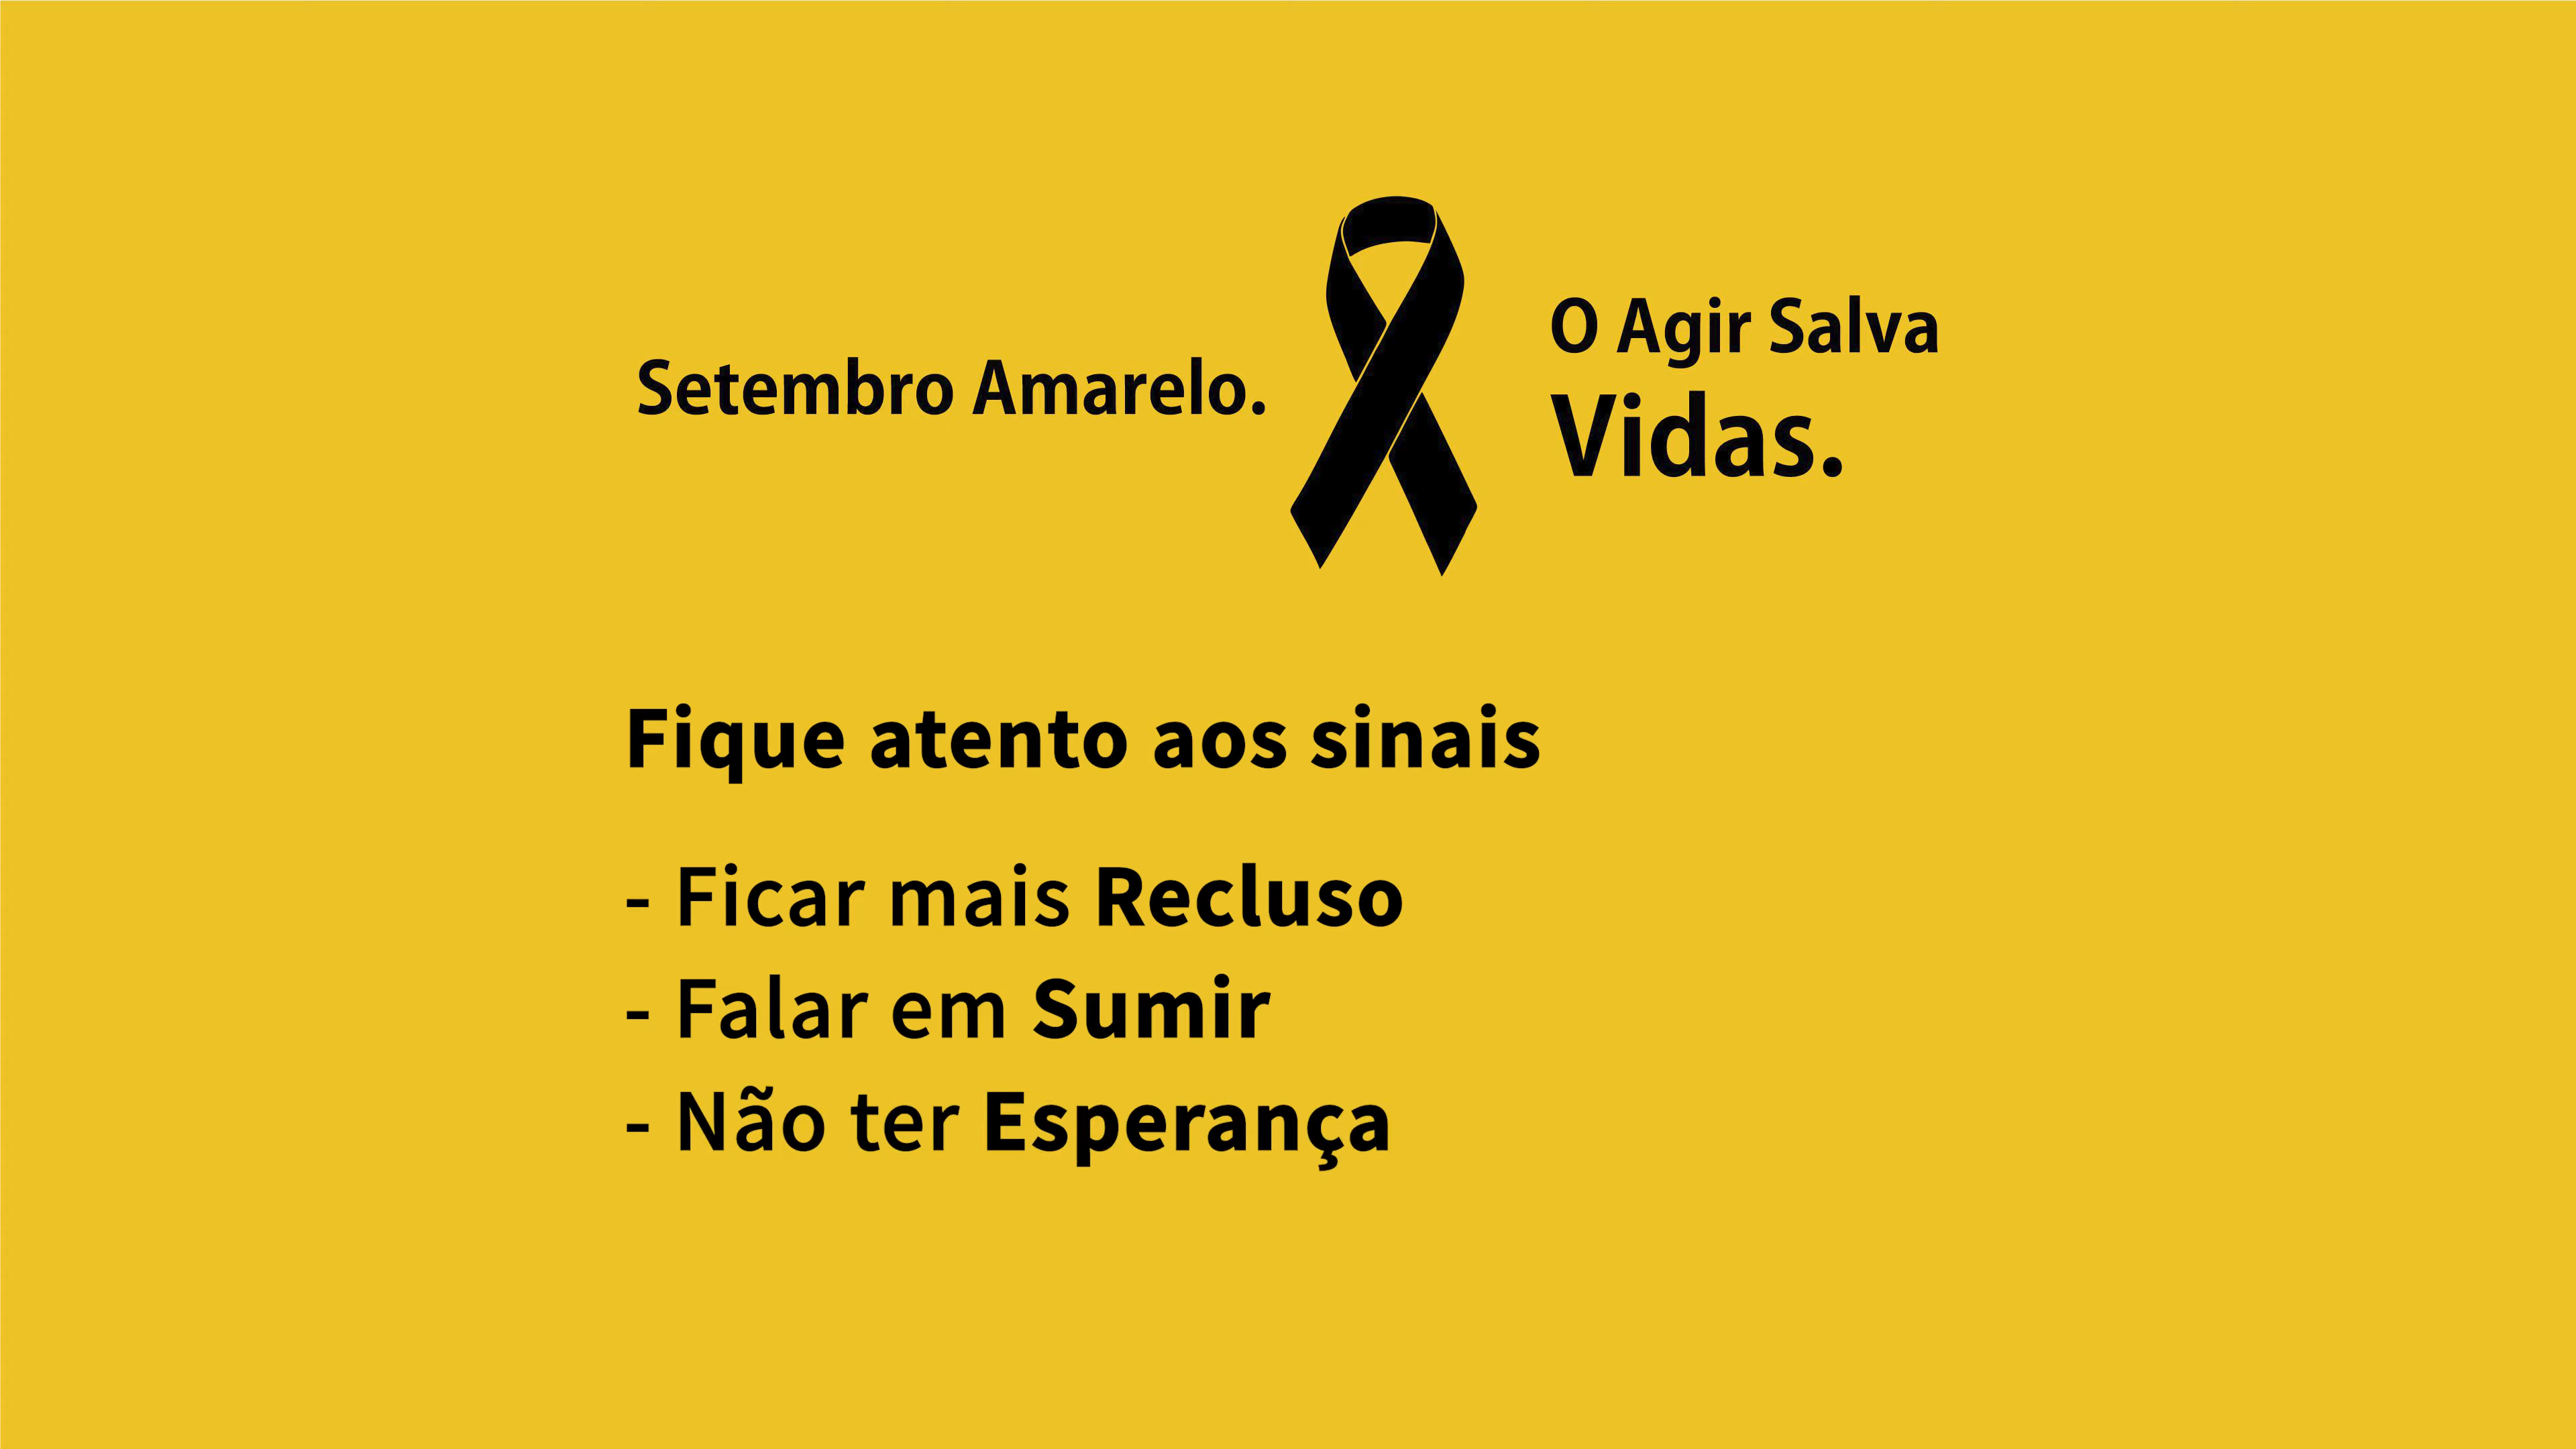 Setembro Amarelo.
O Agir Salva
Vidas.
Fique atento aos sinais
- Ficar mais Recluso
- Falar em Sumir
- Não ter Esperança